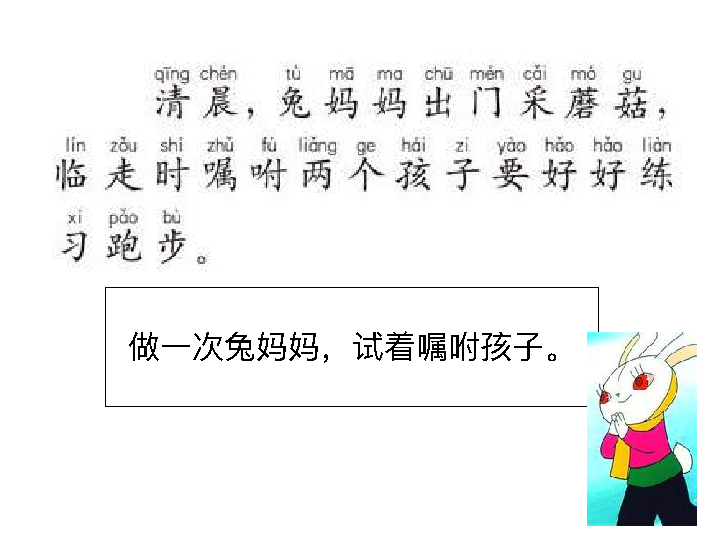 qīng chén tù mā ma chū mén cǎi mó gu
清晨，兔妈妈出门采蘑菇，
lín zǒu shí zhǔ fù liǎng ge hái zi yào hǎo hǎo liàn
临走时嘱咐两个孩子要好好练
xí pǎo bù
习跑步。
做一次兔妈妈，试着嘱咐孩子。